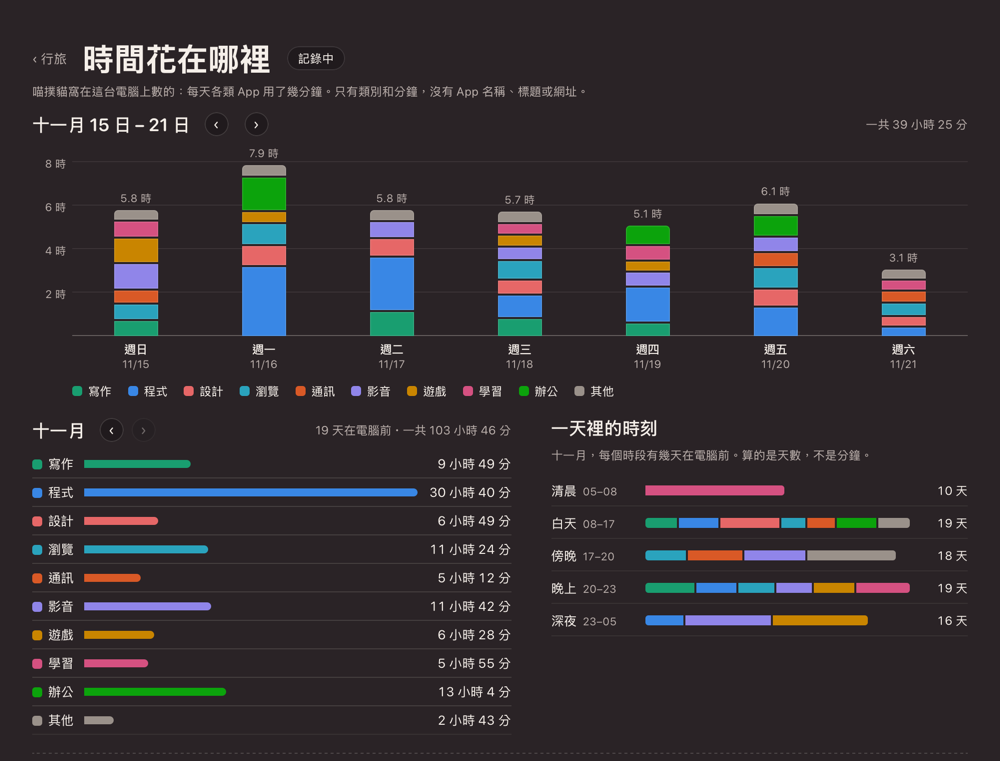 ‹ 行旅 時間花在哪裡 記錄中
喵撲貓窩在這台電腦上數的：每天各類 App 用了幾分鐘。只有類別和分鐘，沒有 App 名稱、標題或網址。
十一月 15 日 – 21 日 ‹ › 一共 39 小時 25 分
8 時
6 時
4 時
2 時
5.8 時 7.9 時 5.8 時 5.7 時 5.1 時 6.1 時 3.1 時
週日 週一 週二 週三 週四 週五 週六
11/15 11/16 11/17 11/18 11/19 11/20 11/21
寫作 程式 設計 瀏覽 通訊 影音 遊戲 學習 辦公 其他
十一月 ‹ › 19 天在電腦前・一共 103 小時 46 分
寫作 9 小時 49 分
程式 30 小時 40 分
設計 6 小時 49 分
瀏覽 11 小時 24 分
通訊 5 小時 12 分
影音 11 小時 42 分
遊戲 6 小時 28 分
學習 5 小時 55 分
辦公 13 小時 4 分
其他 2 小時 43 分
一天裡的時刻
十一月，每個時段有幾天在電腦前。算的是天數，不是分鐘。
清晨 05–08 10 天
白天 08–17 19 天
傍晚 17–20 18 天
晚上 20–23 19 天
深夜 23–05 16 天